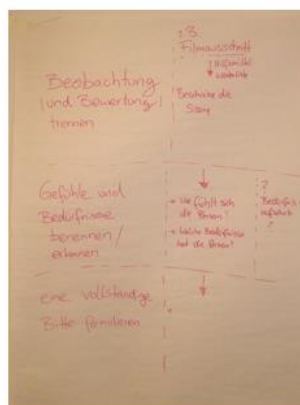 z.B.
Filmausschnitt
Beobachtung
und Bewertung
trennen
Beschreibe die
Szene
Gefühle und
Bedürfnisse
benennen/
erkennen
→ Wie fühlt sich
die Person?
→ Welche Bedürfnisse
hat die Person?
?
eine vollständige
Bitte formulieren